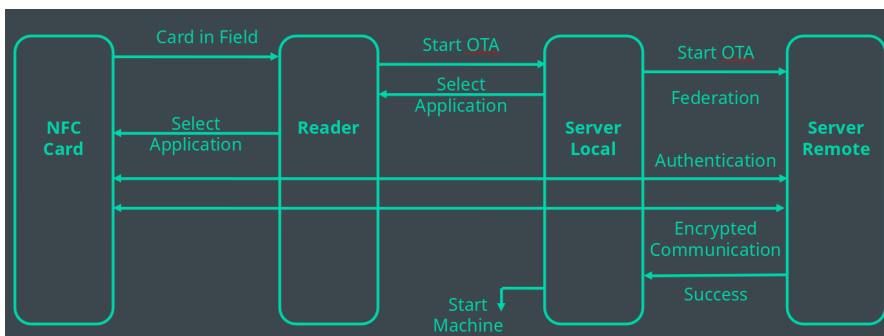 Card in Field
Start OTA
Start OTA
Select
Application
Federation
NFC
Card
Select
Application
Reader
Server
Local
Server
Remote
Authentication
Encrypted
Communication
Success
Start
Machine